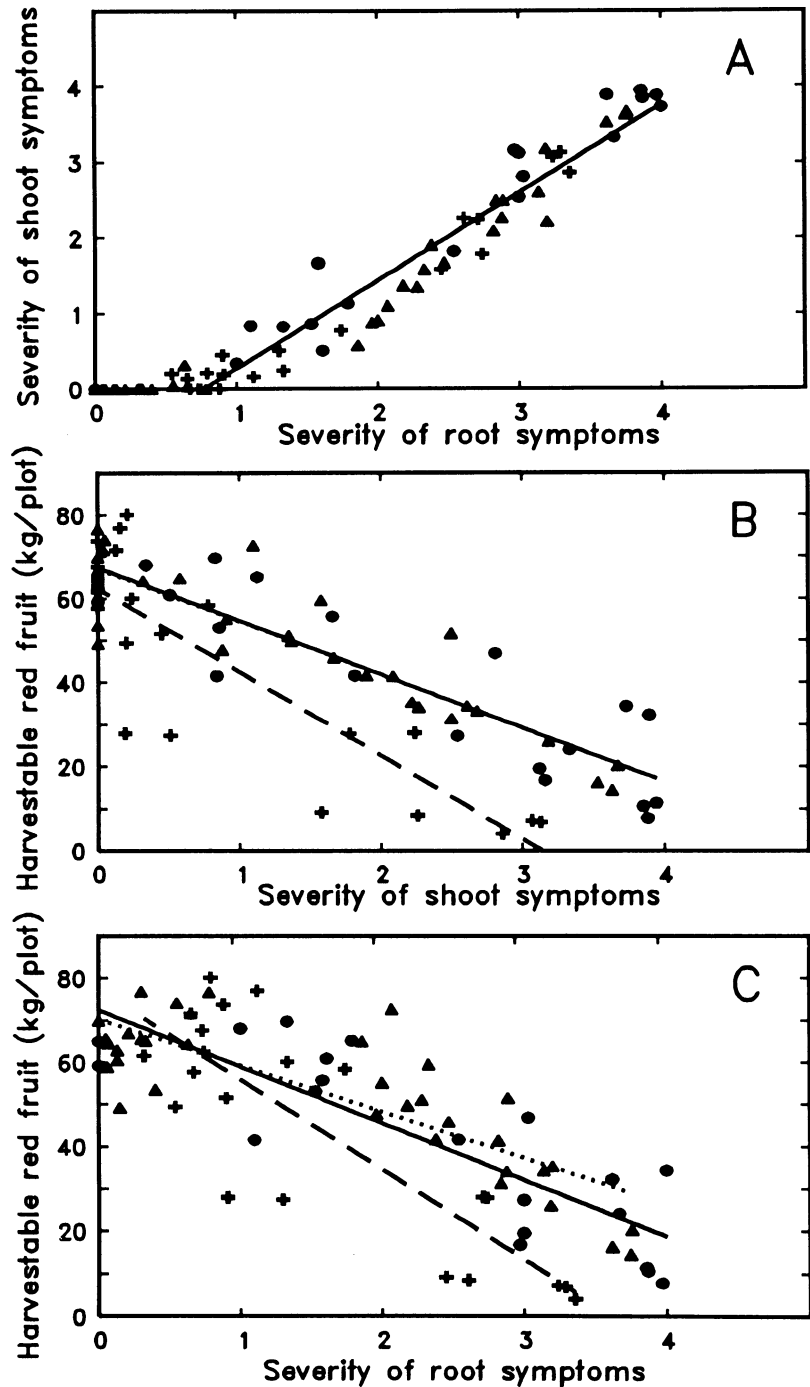 A
Severity of shoot symptoms
4
3
2
1
0
0 1 2 3 4
Severity of root symptoms
B
Harvestable red fruit (kg/plot)
80
60
40
20
0
0 1 2 3 4
Severity of shoot symptoms
C
Harvestable red fruit (kg/plot)
80
60
40
20
0
0 1 2 3 4
Severity of root symptoms